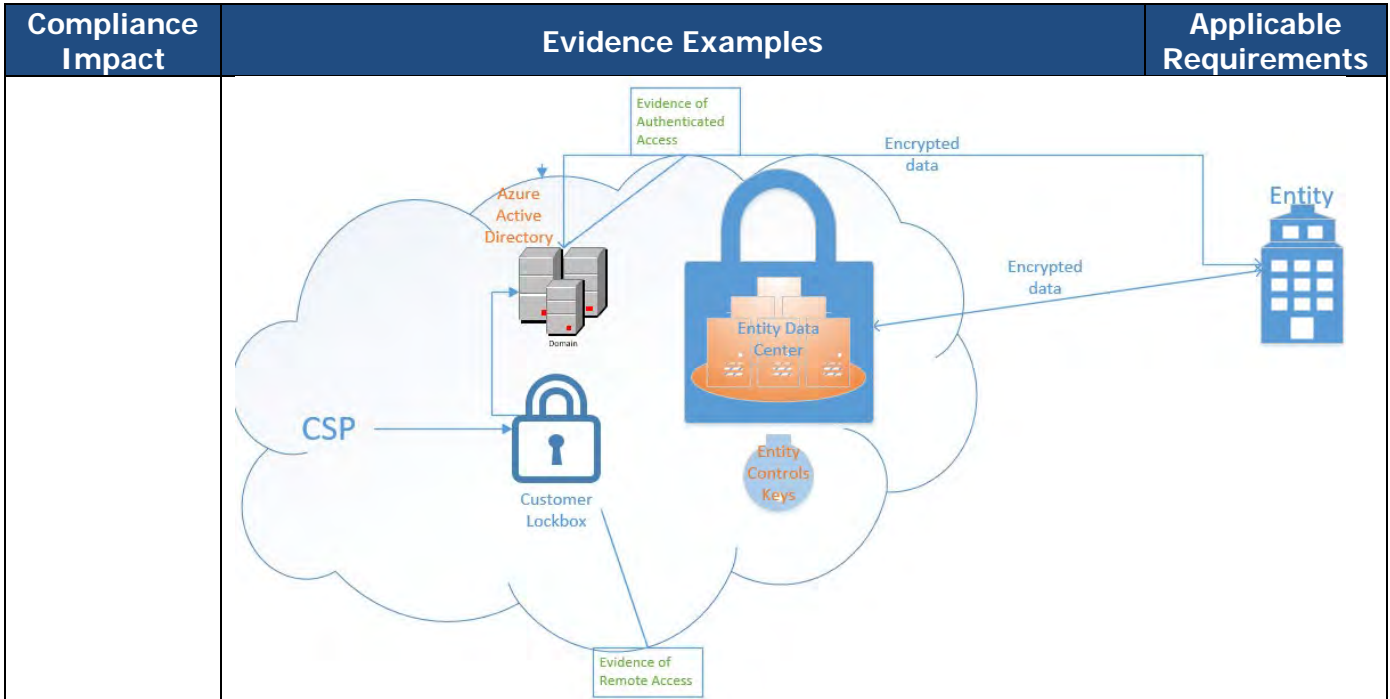 Compliance
Impact
Evidence Examples
Applicable
Requirements
Evidence of
Authenticated
Access
Encrypted
data
Azure
Active
Directory
Entity
Encrypted
data
Entity Data
Center
Domain
CSP
Entity
Controls
Keys
Customer
Lockbox
Evidence of
Remote Access